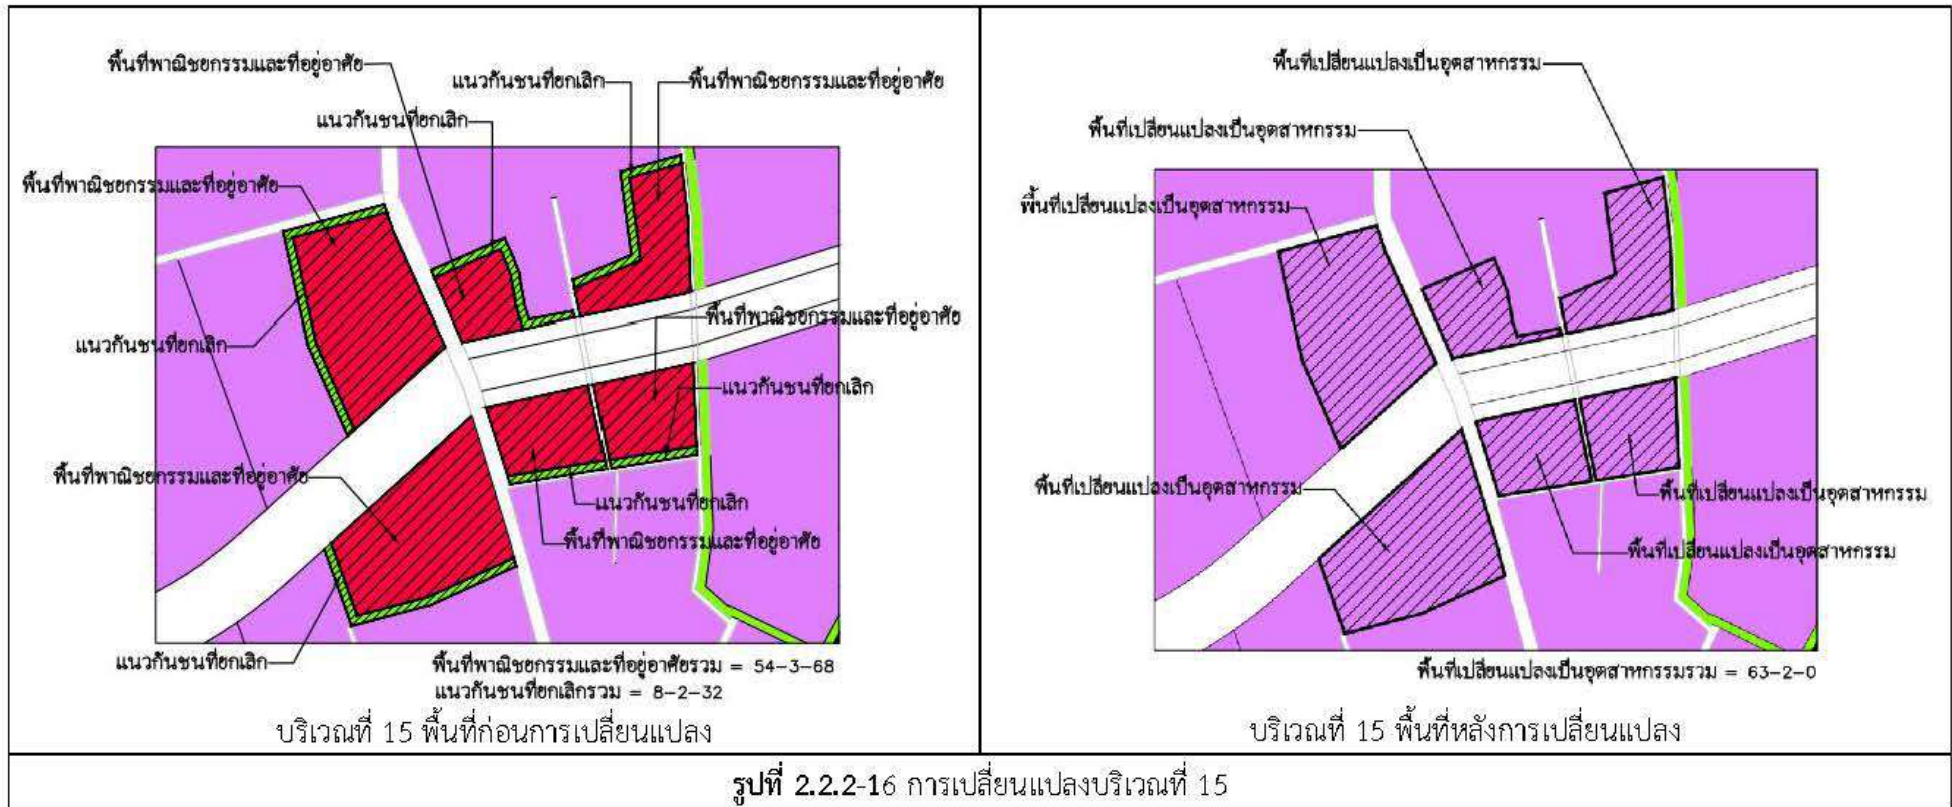 พื้นที่พาณิชยกรรมและที่อยู่อาศัย
แนวกันชนที่ยกเลิก
พื้นที่พาณิชยกรรมและที่อยู่อาศัย
แนวกันชนที่ยกเลิก
พื้นที่พาณิชยกรรมและที่อยู่อาศัย
พื้นที่พาณิชยกรรมและที่อยู่อาศัย
แนวกันชนที่ยกเลิก
แนวกันชนที่ยกเลิก
พื้นที่พาณิชยกรรมและที่อยู่อาศัย
แนวกันชนที่ยกเลิก
พื้นที่พาณิชยกรรมและที่อยู่อาศัย
แนวกันชนที่ยกเลิก
พื้นที่พาณิชยกรรมและที่อยู่อาศัยรวม = 54-3-68
แนวกันชนที่ยกเลิกรวม = 8-2-32
บริเวณที่ 15 พื้นที่ก่อนการเปลี่ยนแปลง
พื้นที่เปลี่ยนแปลงเป็นอุตสาหกรรม
พื้นที่เปลี่ยนแปลงเป็นอุตสาหกรรม
พื้นที่เปลี่ยนแปลงเป็นอุตสาหกรรม
พื้นที่เปลี่ยนแปลงเป็นอุตสาหกรรม
พื้นที่เปลี่ยนแปลงเป็นอุตสาหกรรม
พื้นที่เปลี่ยนแปลงเป็นอุตสาหกรรม
พื้นที่เปลี่ยนแปลงเป็นอุตสาหกรรมรวม = 63-2-0
บริเวณที่ 15 พื้นที่หลังการเปลี่ยนแปลง
รูปที่ 2.2.2-16 การเปลี่ยนแปลงบริเวณที่ 15